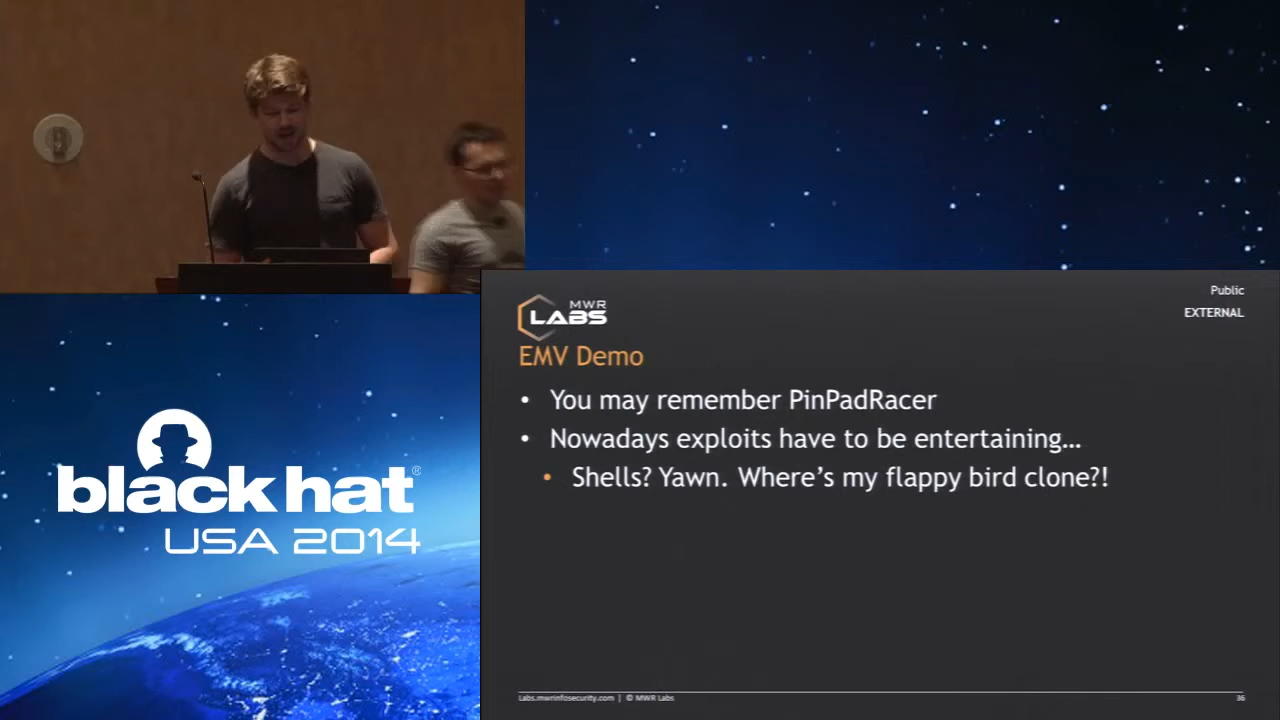 Public
EXTERNAL
MWR
LABS
EMV Demo
• You may remember PinPadRacer
• Nowadays exploits have to be entertaining…
• Shells? Yawn. Where's my flappy bird clone?!
black hat®
USA 2014
Labs.mwrinfosecurity.com | © MWR Labs
36